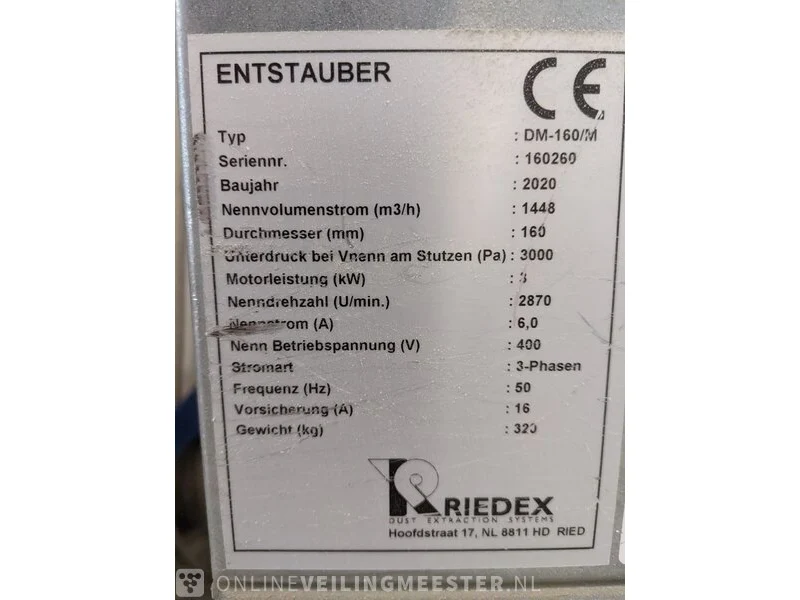 ENTSTAUBER
CE
Typ : DM-160/M
Seriennr. : 160260
Baujahr : 2020
Nennvolumenstrom (m3/h) : 1448
Durchmesser (mm) : 160
Unterdruck bei Vnenn am Stutzen (Pa) : 3000
Motorleistung (kW) : 3
Nenndrehzahl (U/min.) : 2870
Nennstrom (A) : 6,0
Nenn Betriebspannung (V) : 400
Stromart : 3-Phasen
Frequenz (Hz) : 50
Vorsicherung (A) : 16
Gewicht (kg) : 320
RIEDEX
DUST EXTRACTION SYSTEMS
Hoofdstraat 17, NL 8811 HD RIED
ONLINEVEILINGMEESTER.NL